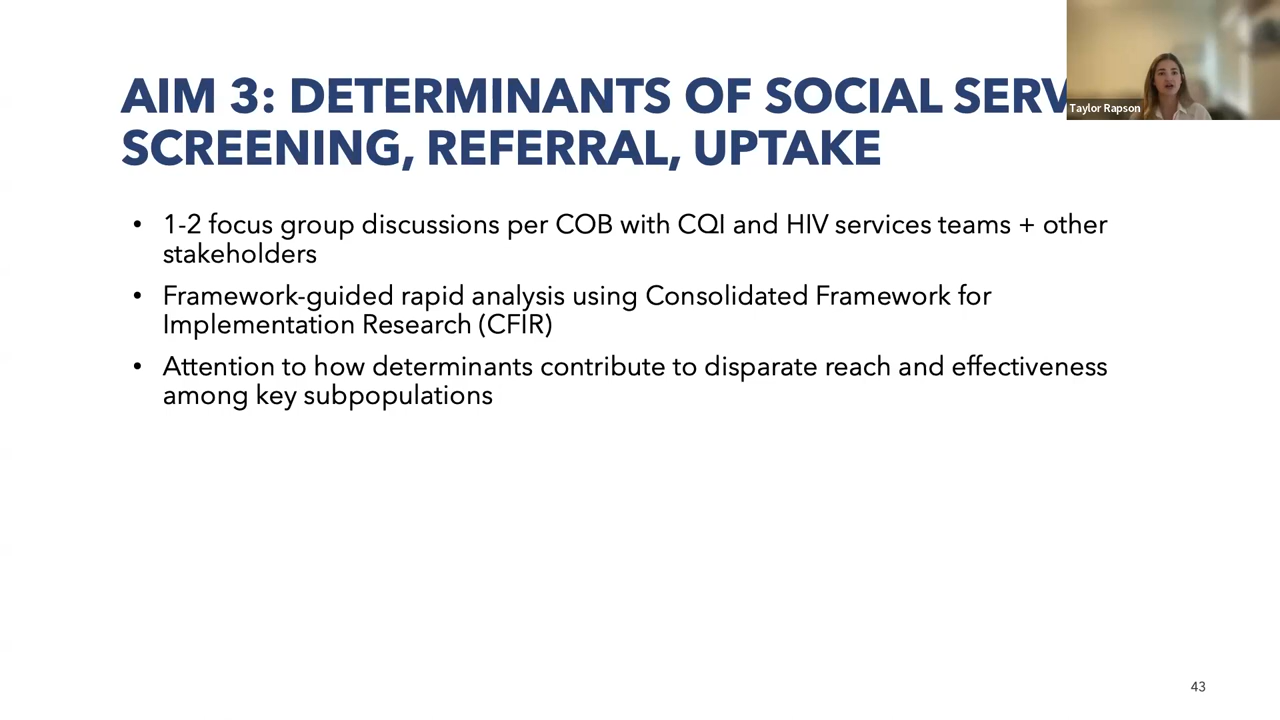 AIM 3: DETERMINANTS OF SOCIAL SERV
SCREENING, REFERRAL, UPTAKE
Taylor Rapson
• 1-2 focus group discussions per COB with CQI and HIV services teams + other
stakeholders
• Framework-guided rapid analysis using Consolidated Framework for
Implementation Research (CFIR)
• Attention to how determinants contribute to disparate reach and effectiveness
among key subpopulations
43